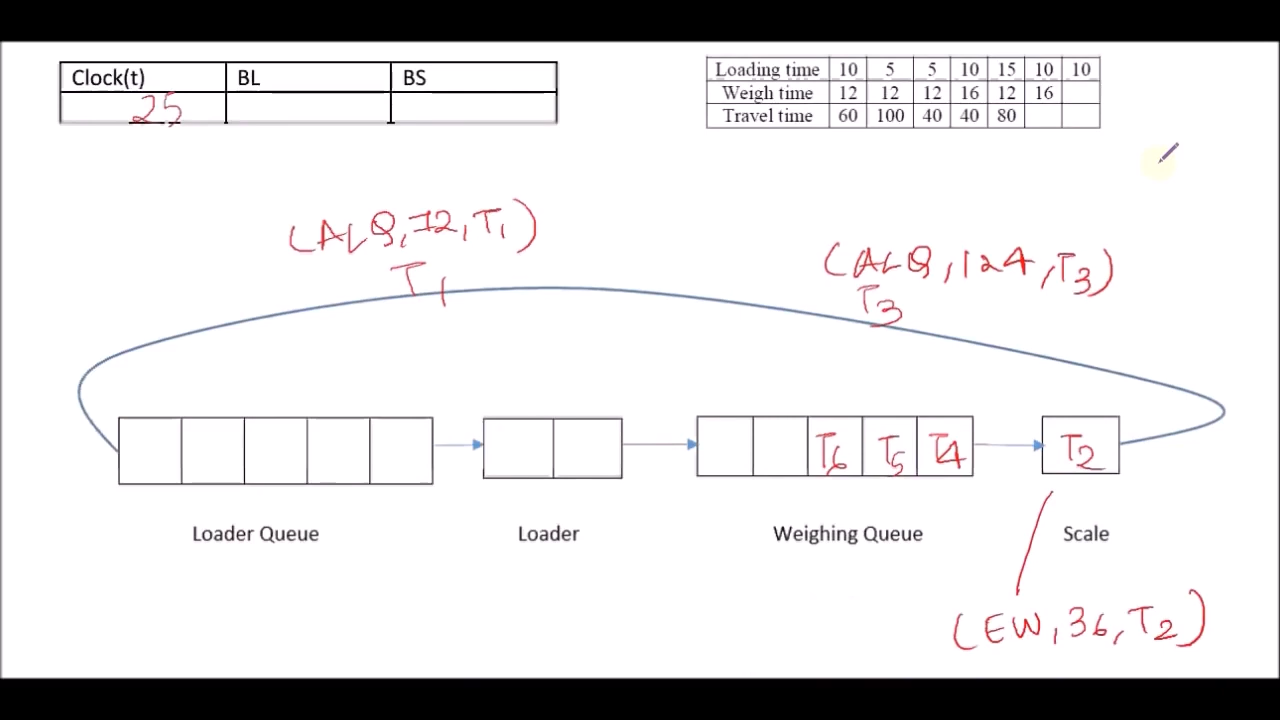 Clock(t) BL BS
25
Loading time 10 5 5 10 15 10 10
Weigh time 12 12 12 16 12 16
Travel time 60 100 40 40 80
(ALQ, 72, T1)
T1
(ALQ, 124, T3)
T3
T6 T5 T4 T2
Loader Queue Loader Weighing Queue Scale
(EW, 36, T2)